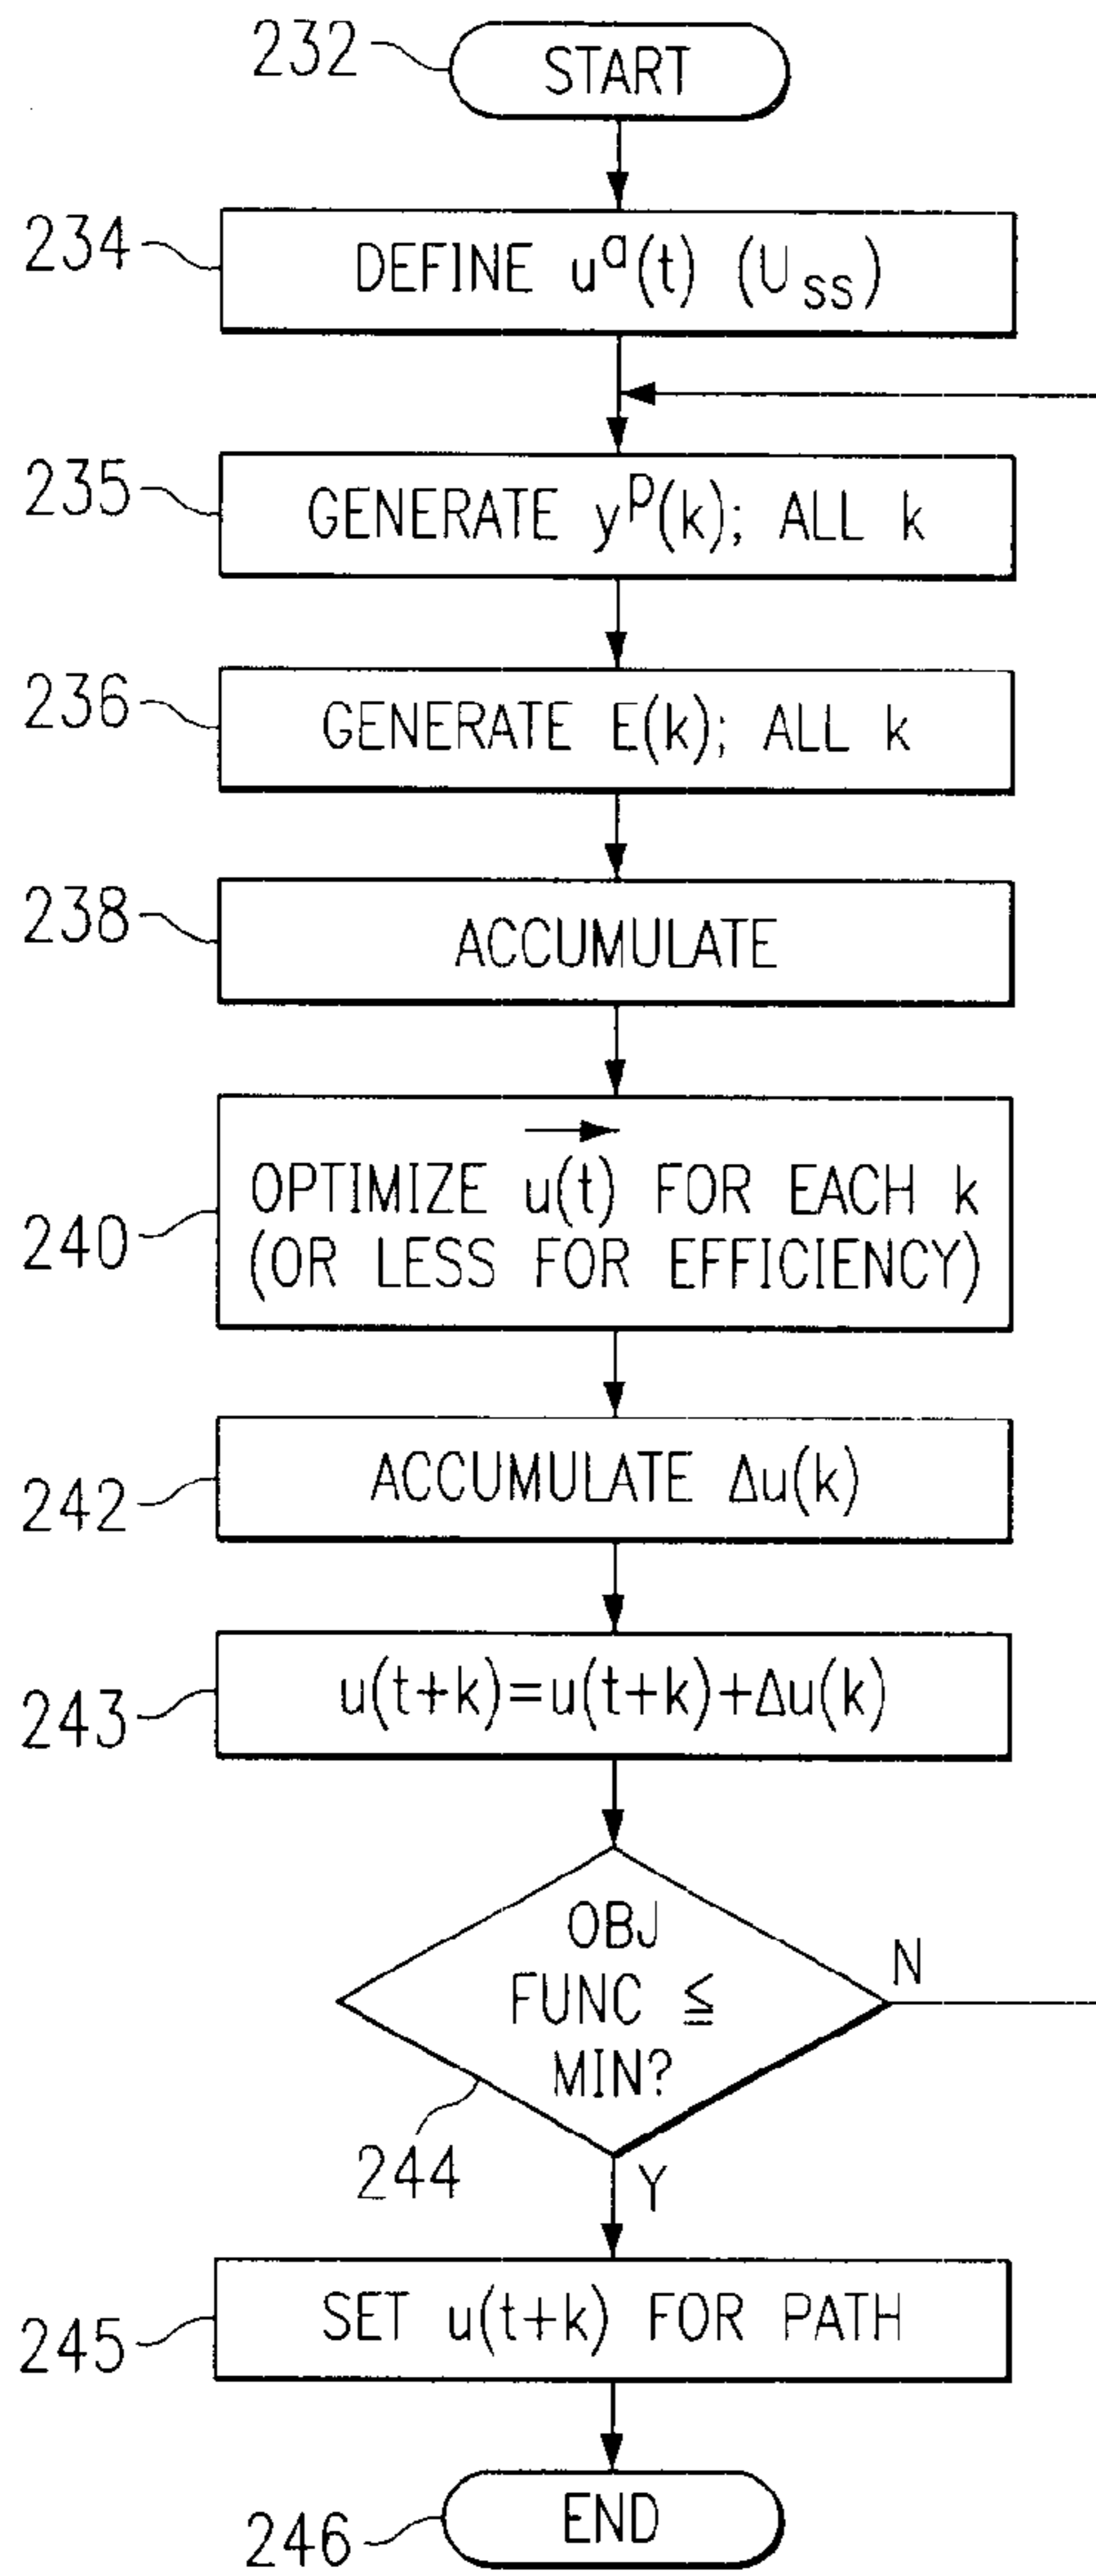 232
START
234
DEFINE u^a(t) (U_ss)
235
GENERATE y^p(k); ALL k
236
GENERATE E(k); ALL k
238
ACCUMULATE
240
OPTIMIZE u(t) FOR EACH k
(OR LESS FOR EFFICIENCY)
242
ACCUMULATE Δu(k)
243
u(t+k)=u(t+k)+Δu(k)
OBJ
FUNC ≦
MIN?
N
244
Y
245
SET u(t+k) FOR PATH
246
END